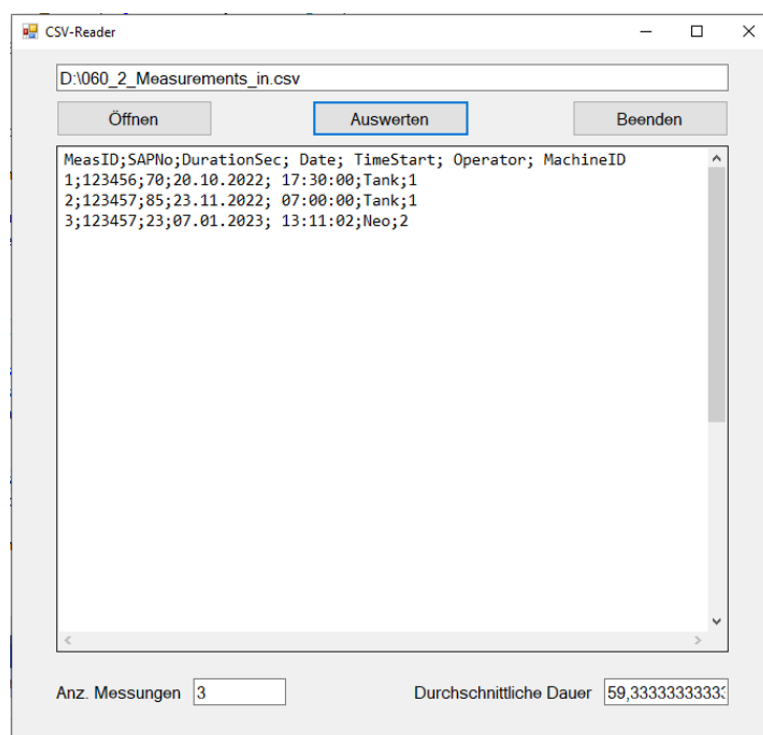 CSV-Reader
D:\060_2_Measurements_in.csv
Öffnen Auswerten Beenden
MeasID;SAPNo;DurationSec; Date; TimeStart; Operator; MachineID
1;123456;70;20.10.2022; 17:30:00;Tank;1
2;123457;85;23.11.2022; 07:00:00;Tank;1
3;123457;23;07.01.2023; 13:11:02;Neo;2
Anz. Messungen 3 Durchschnittliche Dauer 59,3333333333